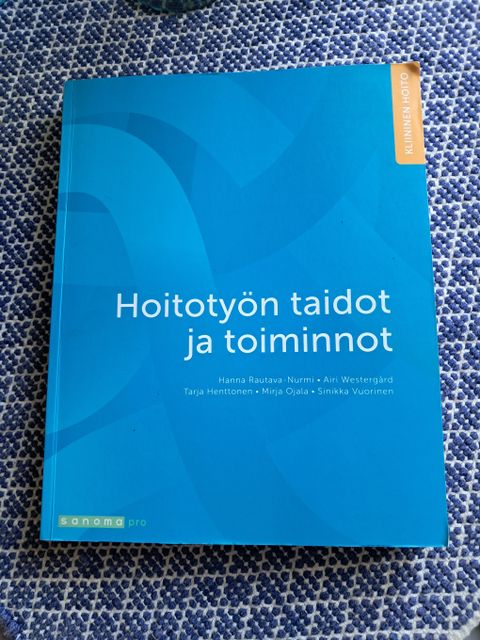 KLIININEN HOITO
Hoitotyön taidot
ja toiminnot
Hanna Rautava-Nurmi • Airi Westergård
Tarja Henttonen • Mirja Ojala • Sinikka Vuorinen
sanoma pro